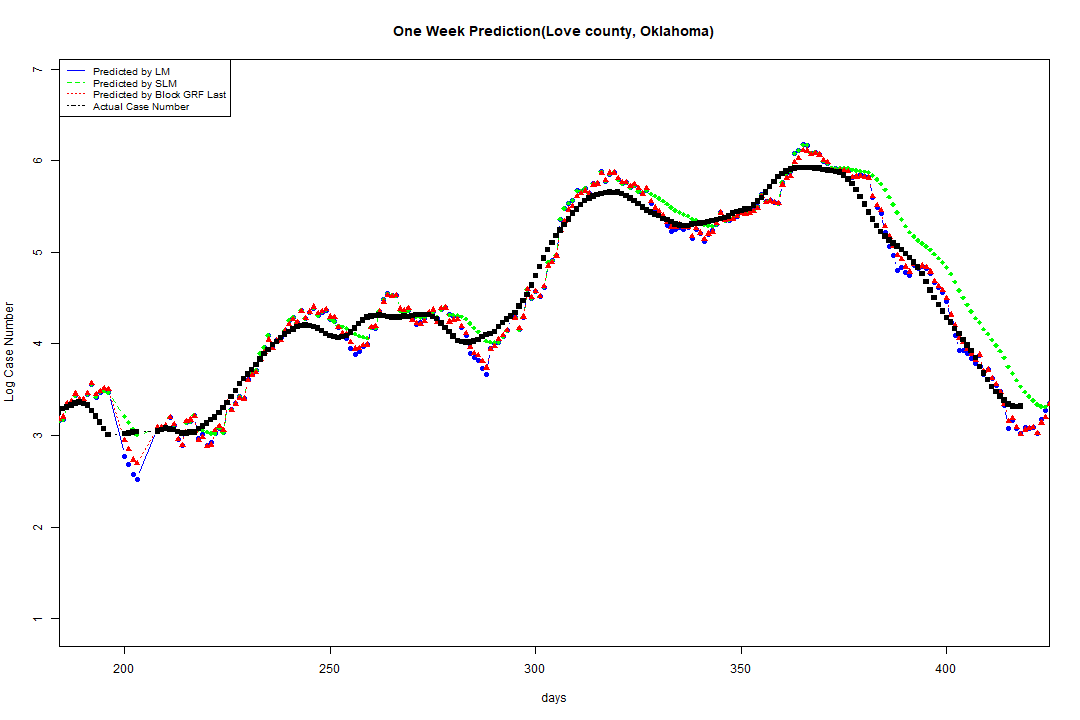 One Week Prediction(Love county, Oklahoma)
Predicted by LM
Predicted by SLM
Predicted by Block GRF Last
Actual Case Number
7
6
5
4
3
2
1
Log Case Number
200 250 300 350 400
days